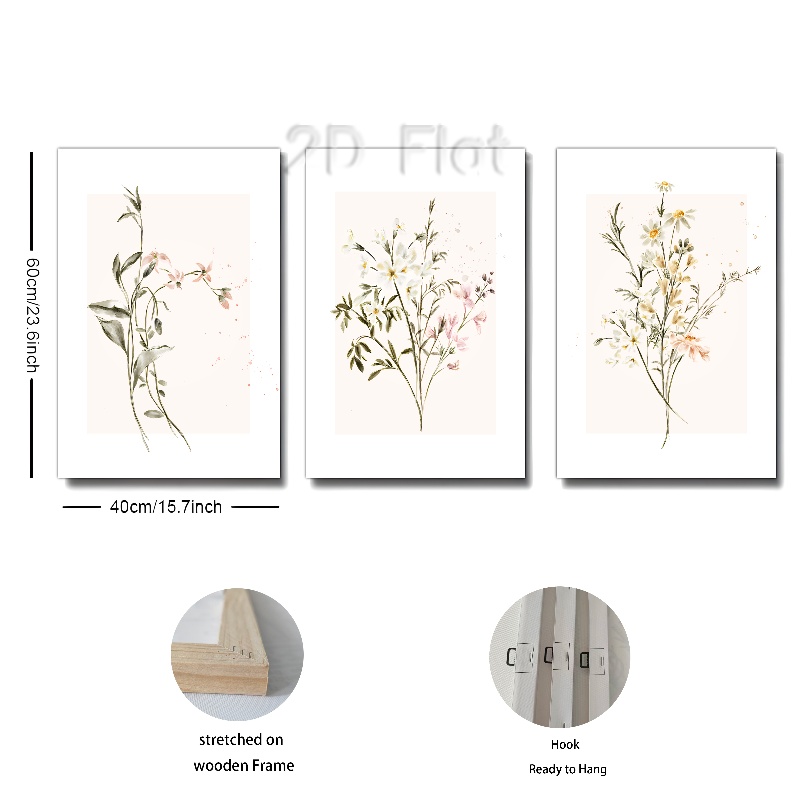 2D Flat
60cm/23.6inch
40cm/15.7inch
stretched on
wooden Frame
Hook
Ready to Hang